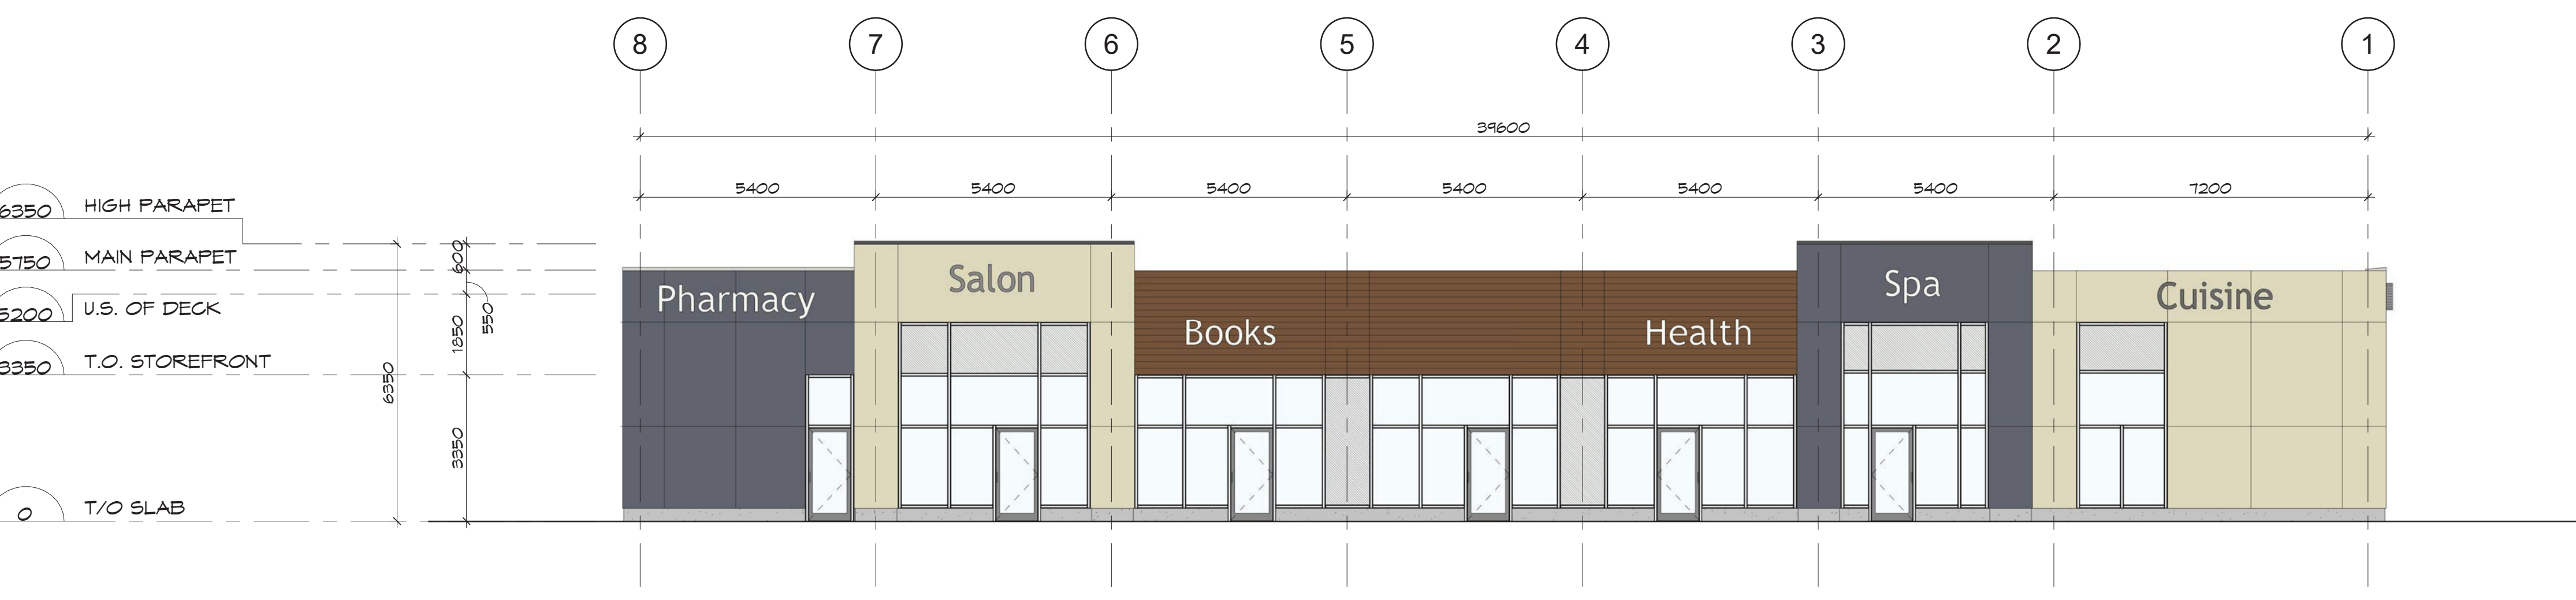 8 7 6 5 4 3 2 1
39600
5400 5400 5400 5400 5400 5400 7200
6350 HIGH PARAPET
5750 MAIN PARAPET
5200 U.S. OF DECK
3350 T.O. STOREFRONT
0 T/O SLAB
6350
600
550
1850
3350
Pharmacy
Salon
Books
Health
Spa
Cuisine